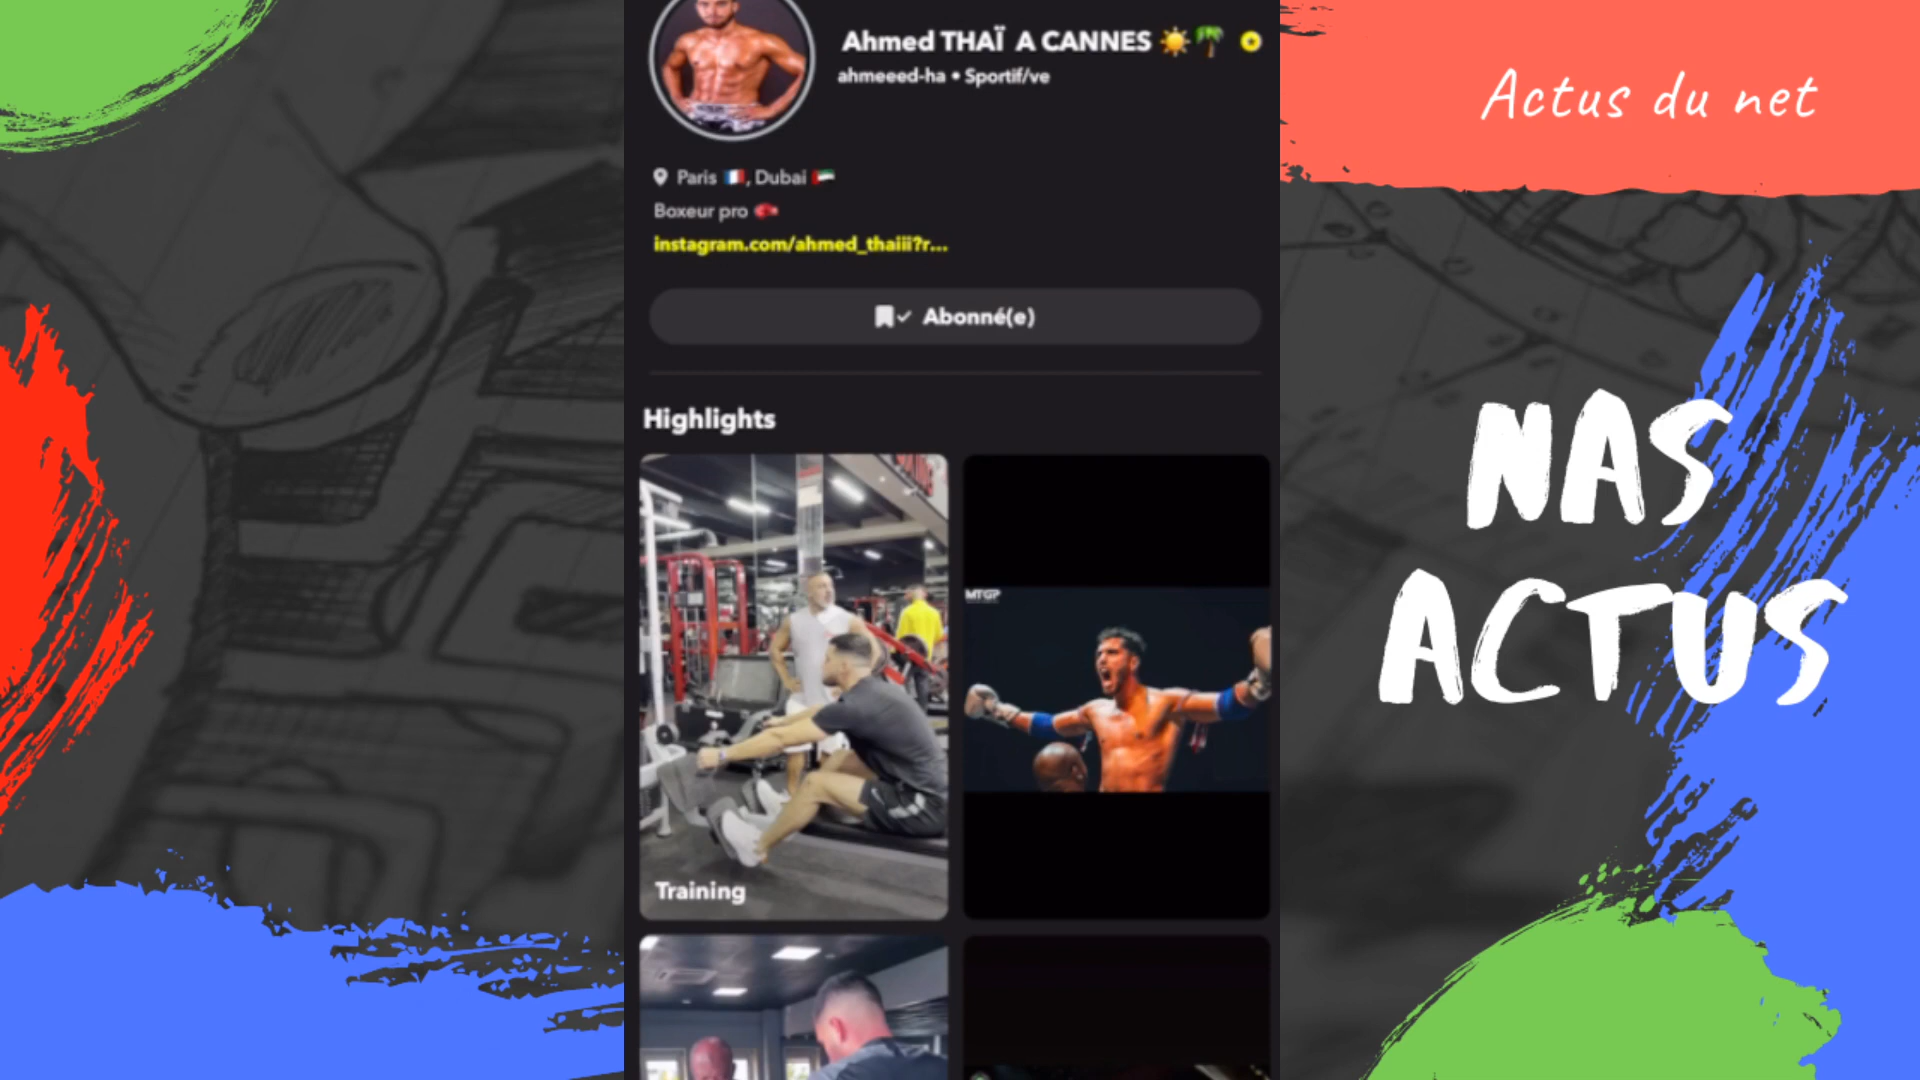 Ahmed THAÏ A CANNES ☀️🌴
ahmeeed-ha • Sportif/ve
Paris 🇫🇷, Dubai 🇦🇪
Boxeur pro 🥊
instagram.com/ahmed_thaiii?r...
Abonné(e)
Highlights
MTGP
Training
Actus du net
NAS
ACTUS